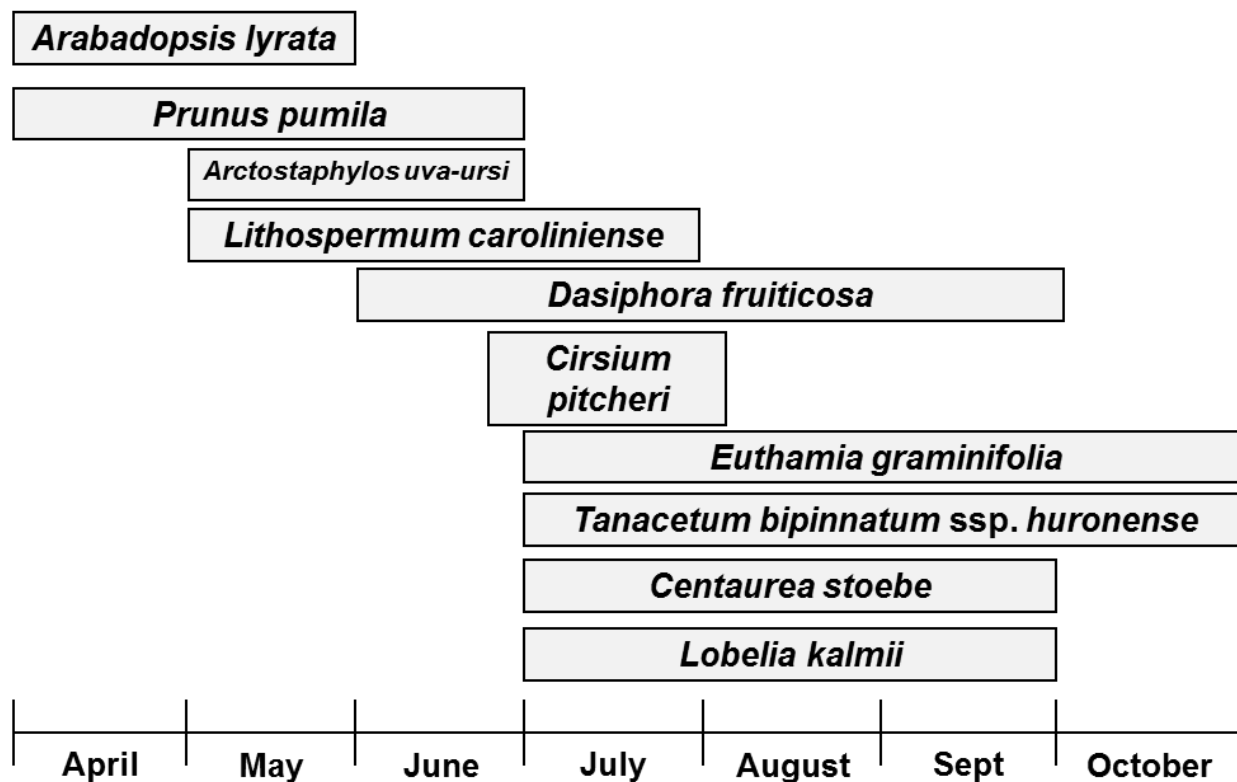 Arabadopsis lyrata
Prunus pumila
Arctostaphylos uva-ursi
Lithospermum caroliniense
Dasiphora fruiticosa
Cirsium
pitcheri
Euthamia graminifolia
Tanacetum bipinnatum ssp. huronense
Centaurea stoebe
Lobelia kalmii
April May June July August Sept October